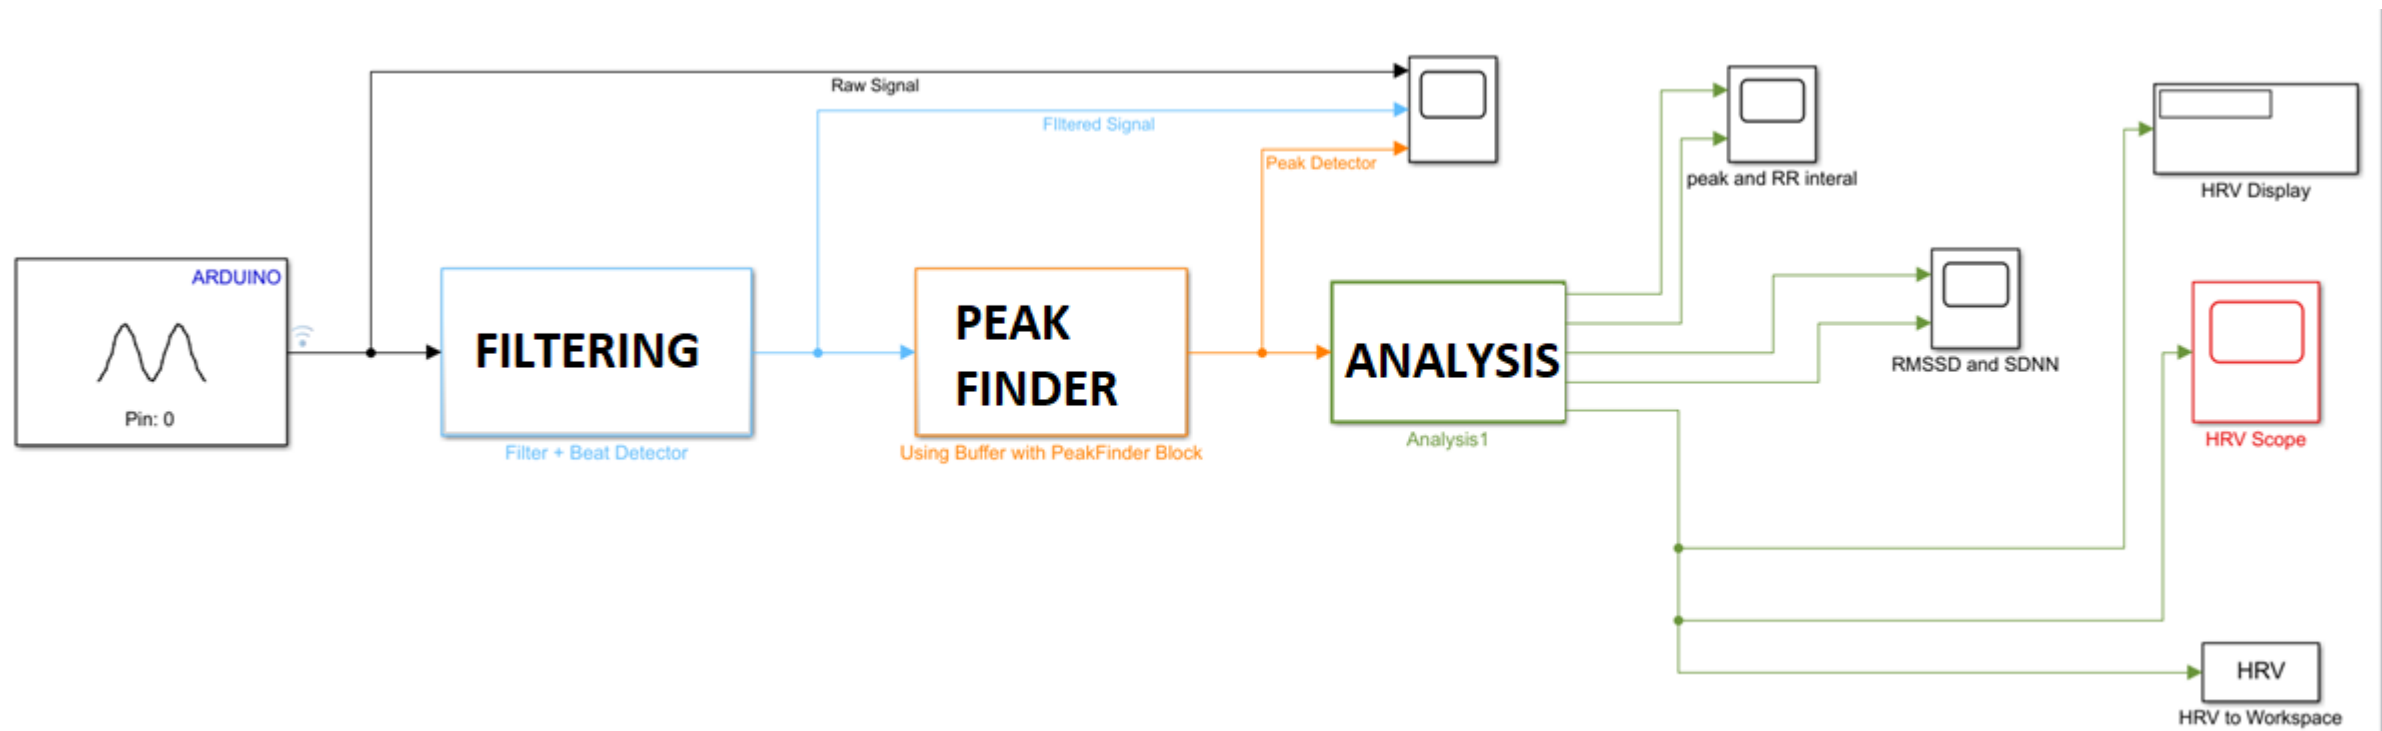 Raw Signal
FIltered Signal
Peak Detector
peak and RR interal
HRV Display
ARDUINO
Pin: 0
FILTERING
Filter + Beat Detector
PEAK
FINDER
Using Buffer with PeakFinder Block
ANALYSIS
Analysis1
RMSSD and SDNN
HRV Scope
HRV
HRV to Workspace